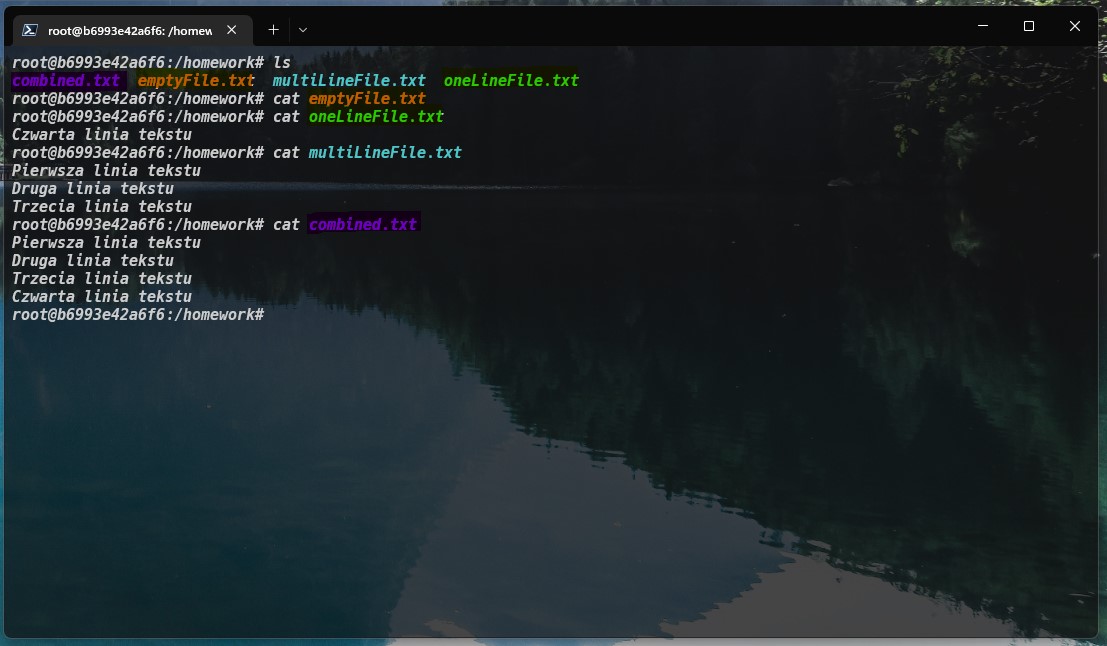 root@b6993e42a6f6: /homew
root@b6993e42a6f6:/homework# ls
combined.txt emptyFile.txt multiLineFile.txt oneLineFile.txt
root@b6993e42a6f6:/homework# cat emptyFile.txt
root@b6993e42a6f6:/homework# cat oneLineFile.txt
Czwarta linia tekstu
root@b6993e42a6f6:/homework# cat multiLineFile.txt
Pierwsza linia tekstu
Druga linia tekstu
Trzecia linia tekstu
root@b6993e42a6f6:/homework# cat combined.txt
Pierwsza linia tekstu
Druga linia tekstu
Trzecia linia tekstu
Czwarta linia tekstu
root@b6993e42a6f6:/homework#